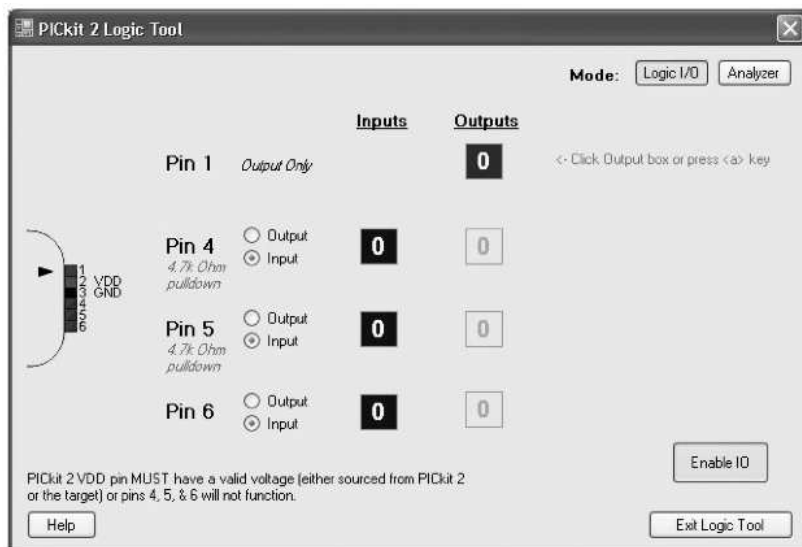 PICkit 2 Logic Tool
Mode: Logic I/O Analyzer
Inputs Outputs
Pin 1 Output Only 0 <- Click Output box or press <a> key
Pin 4 Output 0 0
4.7k Ohm Input
pulldown
1
2 VDD
3 GND
4
5
6
Pin 5 Output 0 0
4.7k Ohm Input
pulldown
Pin 6 Output 0 0
Input
Enable IO
PICkit 2 VDD pin MUST have a valid voltage (either sourced from PICkit 2
or the target) or pins 4, 5, & 6 will not function.
Help Exit Logic Tool